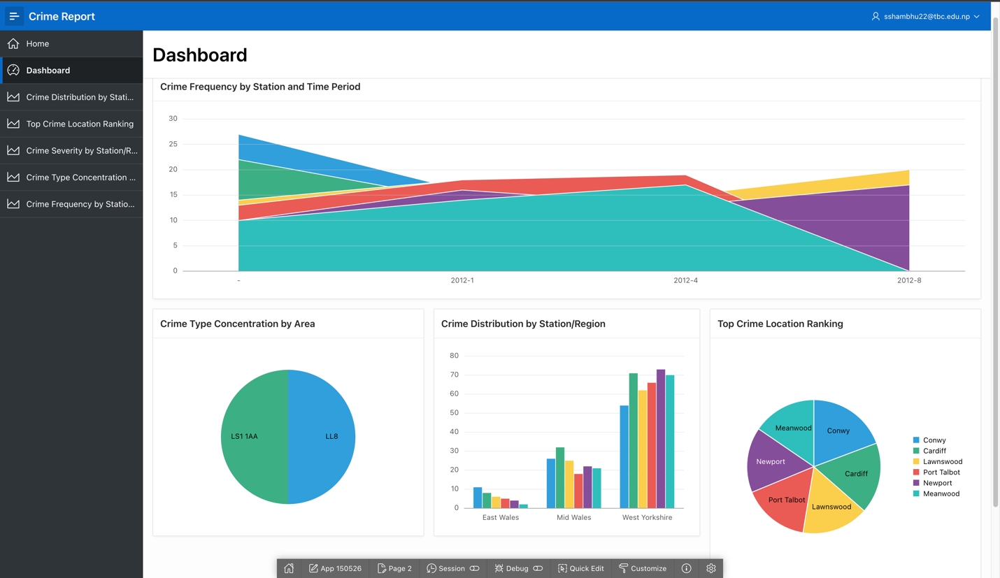 Crime Report
sshambhu22@tbc.edu.np
Home
Dashboard
Crime Distribution by Stati...
Top Crime Location Ranking
Crime Severity by Station/R...
Crime Type Concentration ...
Crime Frequency by Statio...
Dashboard
Crime Frequency by Station and Time Period
30
25
20
15
10
5
0
- 2012-1 2012-4 2012-8
Crime Type Concentration by Area
LS1 1AA LL8
Crime Distribution by Station/Region
80
70
60
50
40
30
20
10
0
East Wales Mid Wales West Yorkshire
Top Crime Location Ranking
Meanwood Conwy
Newport Cardiff
Port Talbot Lawnswood
Conwy
Cardiff
Lawnswood
Port Talbot
Newport
Meanwood
App 150526 Page 2 Session Debug Quick Edit Customize